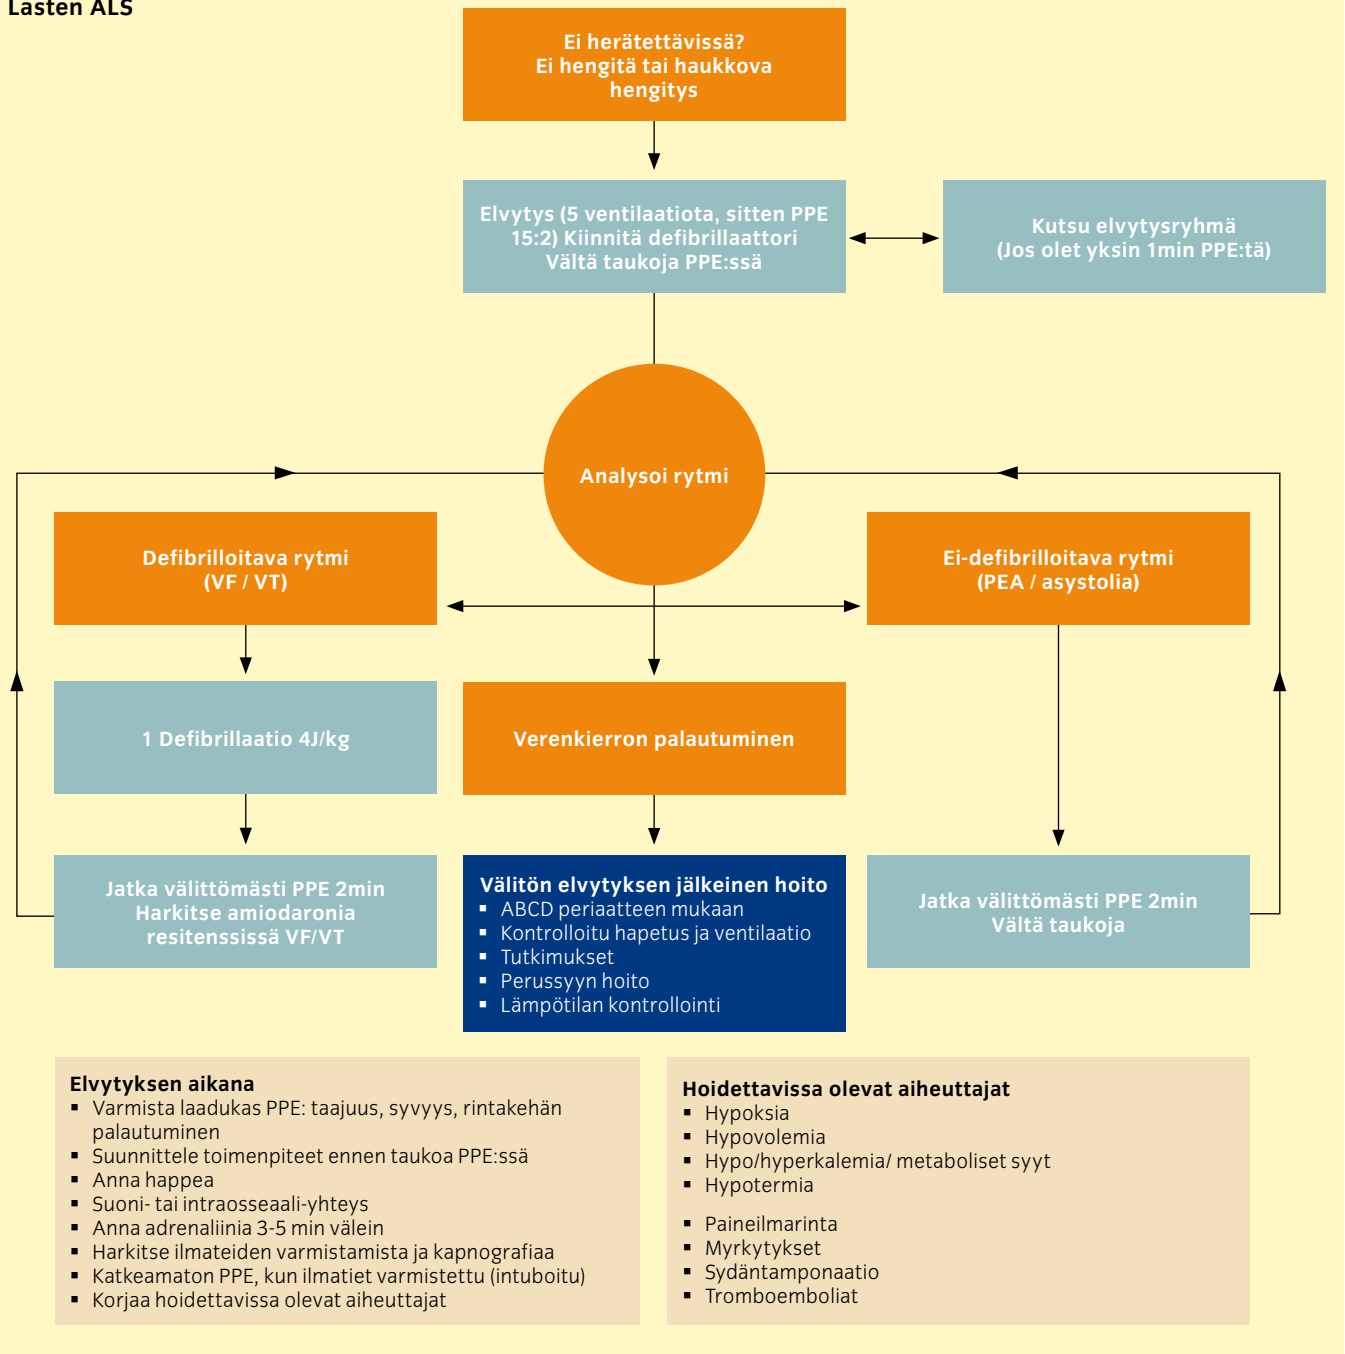 Lasten ALS
Ei herätettävissä?
Ei hengitä tai haukkova
hengitys
Elvytys (5 ventilaatiota, sitten PPE
15:2) Kiinnitä defibrillaattori
Vältä taukoja PPE:ssä
Kutsu elvytysryhmä
(Jos olet yksin 1min PPE:tä)
Analysoi rytmi
Defibrilloitava rytmi
(VF / VT)
Ei-defibrilloitava rytmi
(PEA / asystolia)
1 Defibrillaatio 4J/kg
Verenkierron palautuminen
Jatka välittömästi PPE 2min
Harkitse amiodaronia
resitenssissä VF/VT
Välitön elvytyksen jälkeinen hoito
▪ ABCD periaatteen mukaan
▪ Kontrolloitu hapetus ja ventilaatio
▪ Tutkimukset
▪ Perussyyn hoito
▪ Lämpötilan kontrollointi
Jatka välittömästi PPE 2min
Vältä taukoja
Elvytyksen aikana
▪ Varmista laadukas PPE: taajuus, syvyys, rintakehän
palautuminen
▪ Suunnittele toimenpiteet ennen taukoa PPE:ssä
▪ Anna happea
▪ Suoni- tai intraosseaali-yhteys
▪ Anna adrenaliinia 3-5 min välein
▪ Harkitse ilmateiden varmistamista ja kapnografiaa
▪ Katkeamaton PPE, kun ilmatiet varmistettu (intuboitu)
▪ Korjaa hoidettavissa olevat aiheuttajat
Hoidettavissa olevat aiheuttajat
▪ Hypoksia
▪ Hypovolemia
▪ Hypo/hyperkalemia/ metaboliset syyt
▪ Hypotermia
▪ Paineilmarinta
▪ Myrkytykset
▪ Sydäntamponaatio
▪ Tromboemboliat